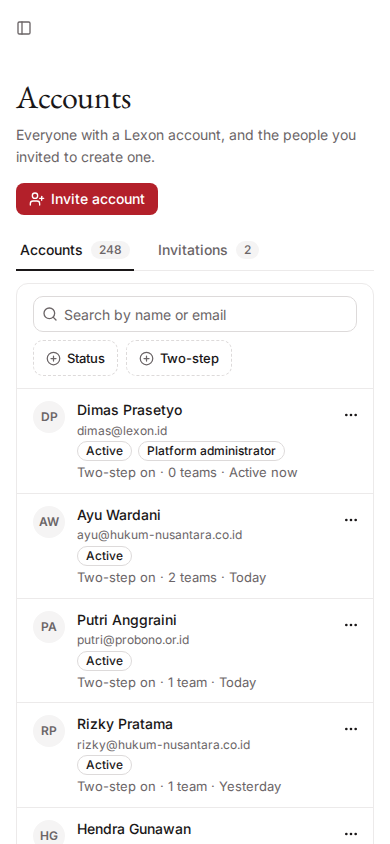 Accounts
Everyone with a Lexon account, and the people you
invited to create one.
Invite account
Accounts 248 Invitations 2
Search by name or email
Status Two-step
DP Dimas Prasetyo
dimas@lexon.id
Active Platform administrator
Two-step on · 0 teams · Active now
AW Ayu Wardani
ayu@hukum-nusantara.co.id
Active
Two-step on · 2 teams · Today
PA Putri Anggraini
putri@probono.or.id
Active
Two-step on · 1 team · Today
RP Rizky Pratama
rizky@hukum-nusantara.co.id
Active
Two-step on · 1 team · Yesterday
HG Hendra Gunawan